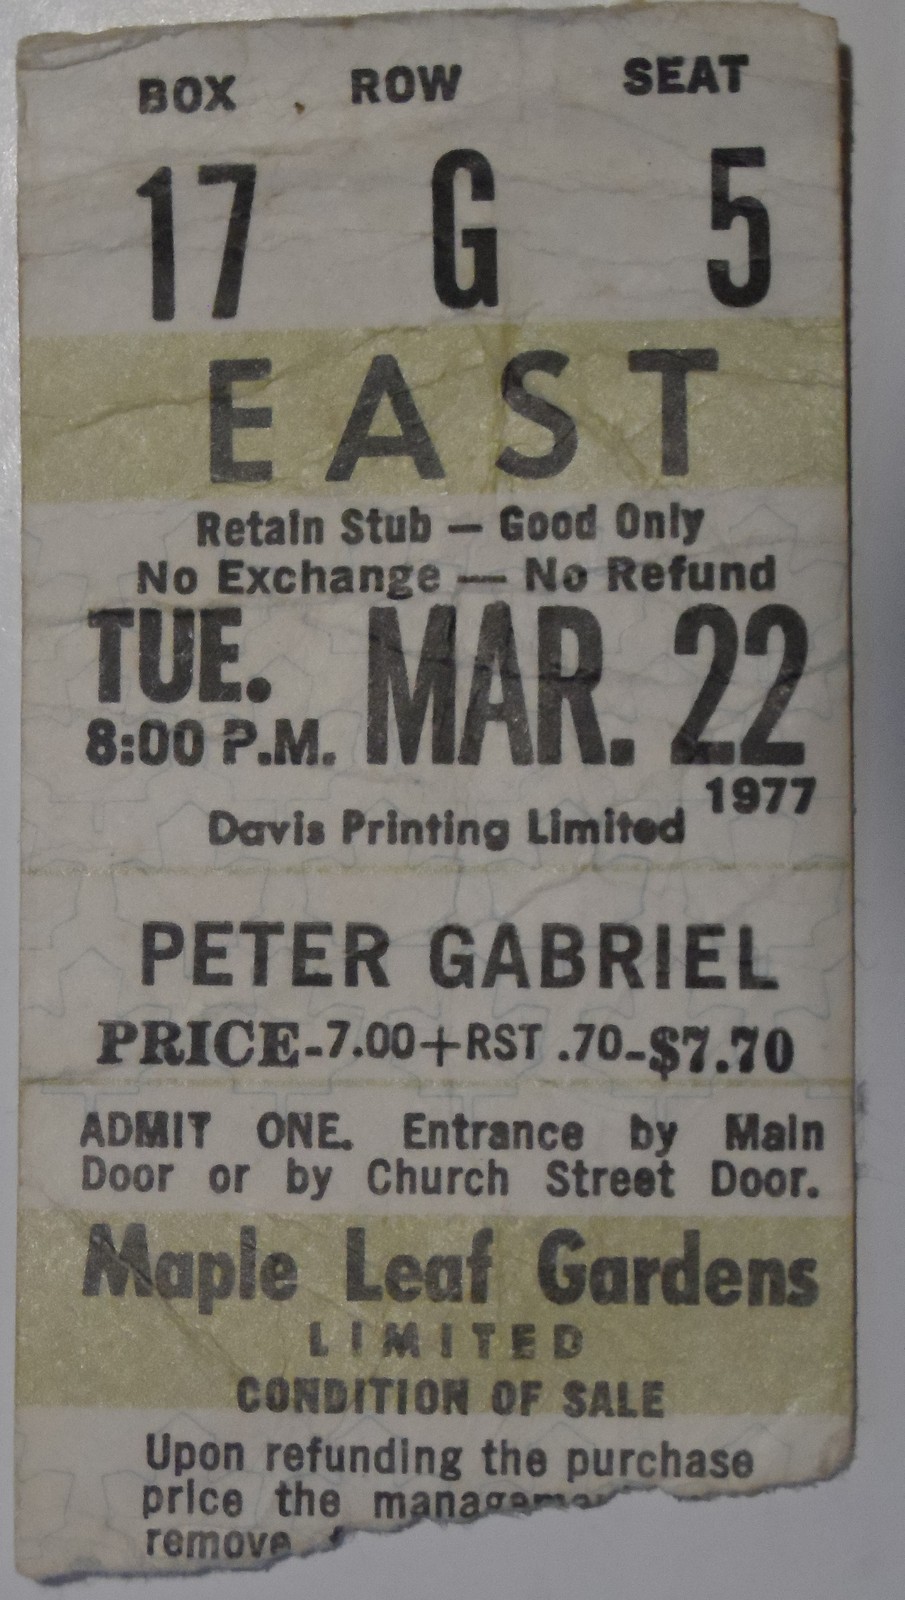 BOX ROW SEAT
17 G 5
EAST
Retain Stub — Good Only
No Exchange — No Refund
TUE. MAR. 22
8:00 P.M.
1977
Davis Printing Limited
PETER GABRIEL
PRICE-7.00+RST .70-$7.70
ADMIT ONE. Entrance by Main
Door or by Church Street Door.
Maple Leaf Gardens
LIMITED
CONDITION OF SALE
Upon refunding the purchase
price the
remove